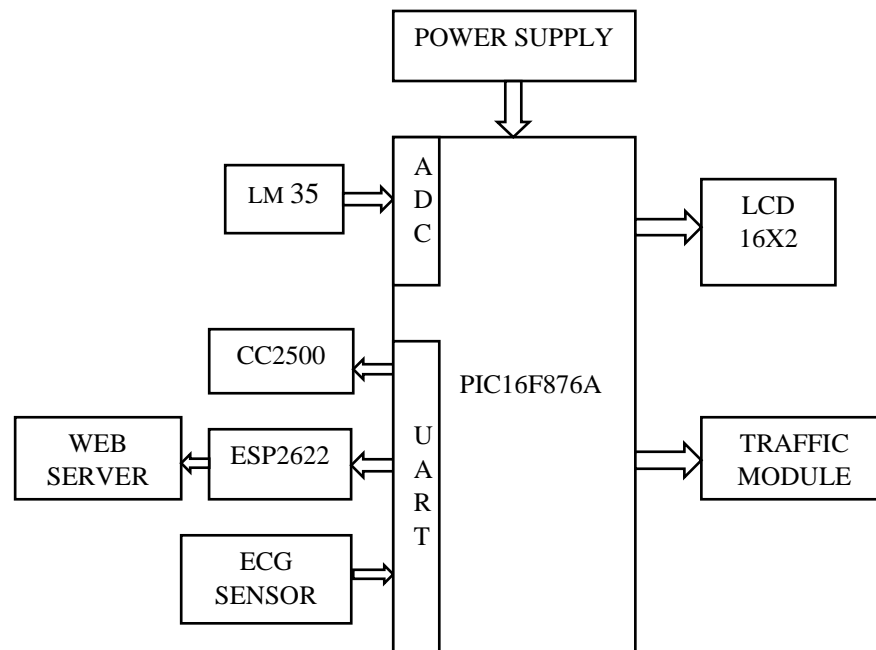 POWER SUPPLY
A
D
C
LM 35
LCD
16X2
CC2500
PIC16F876A
U
A
R
T
WEB
SERVER
ESP2622
TRAFFIC
MODULE
ECG
SENSOR